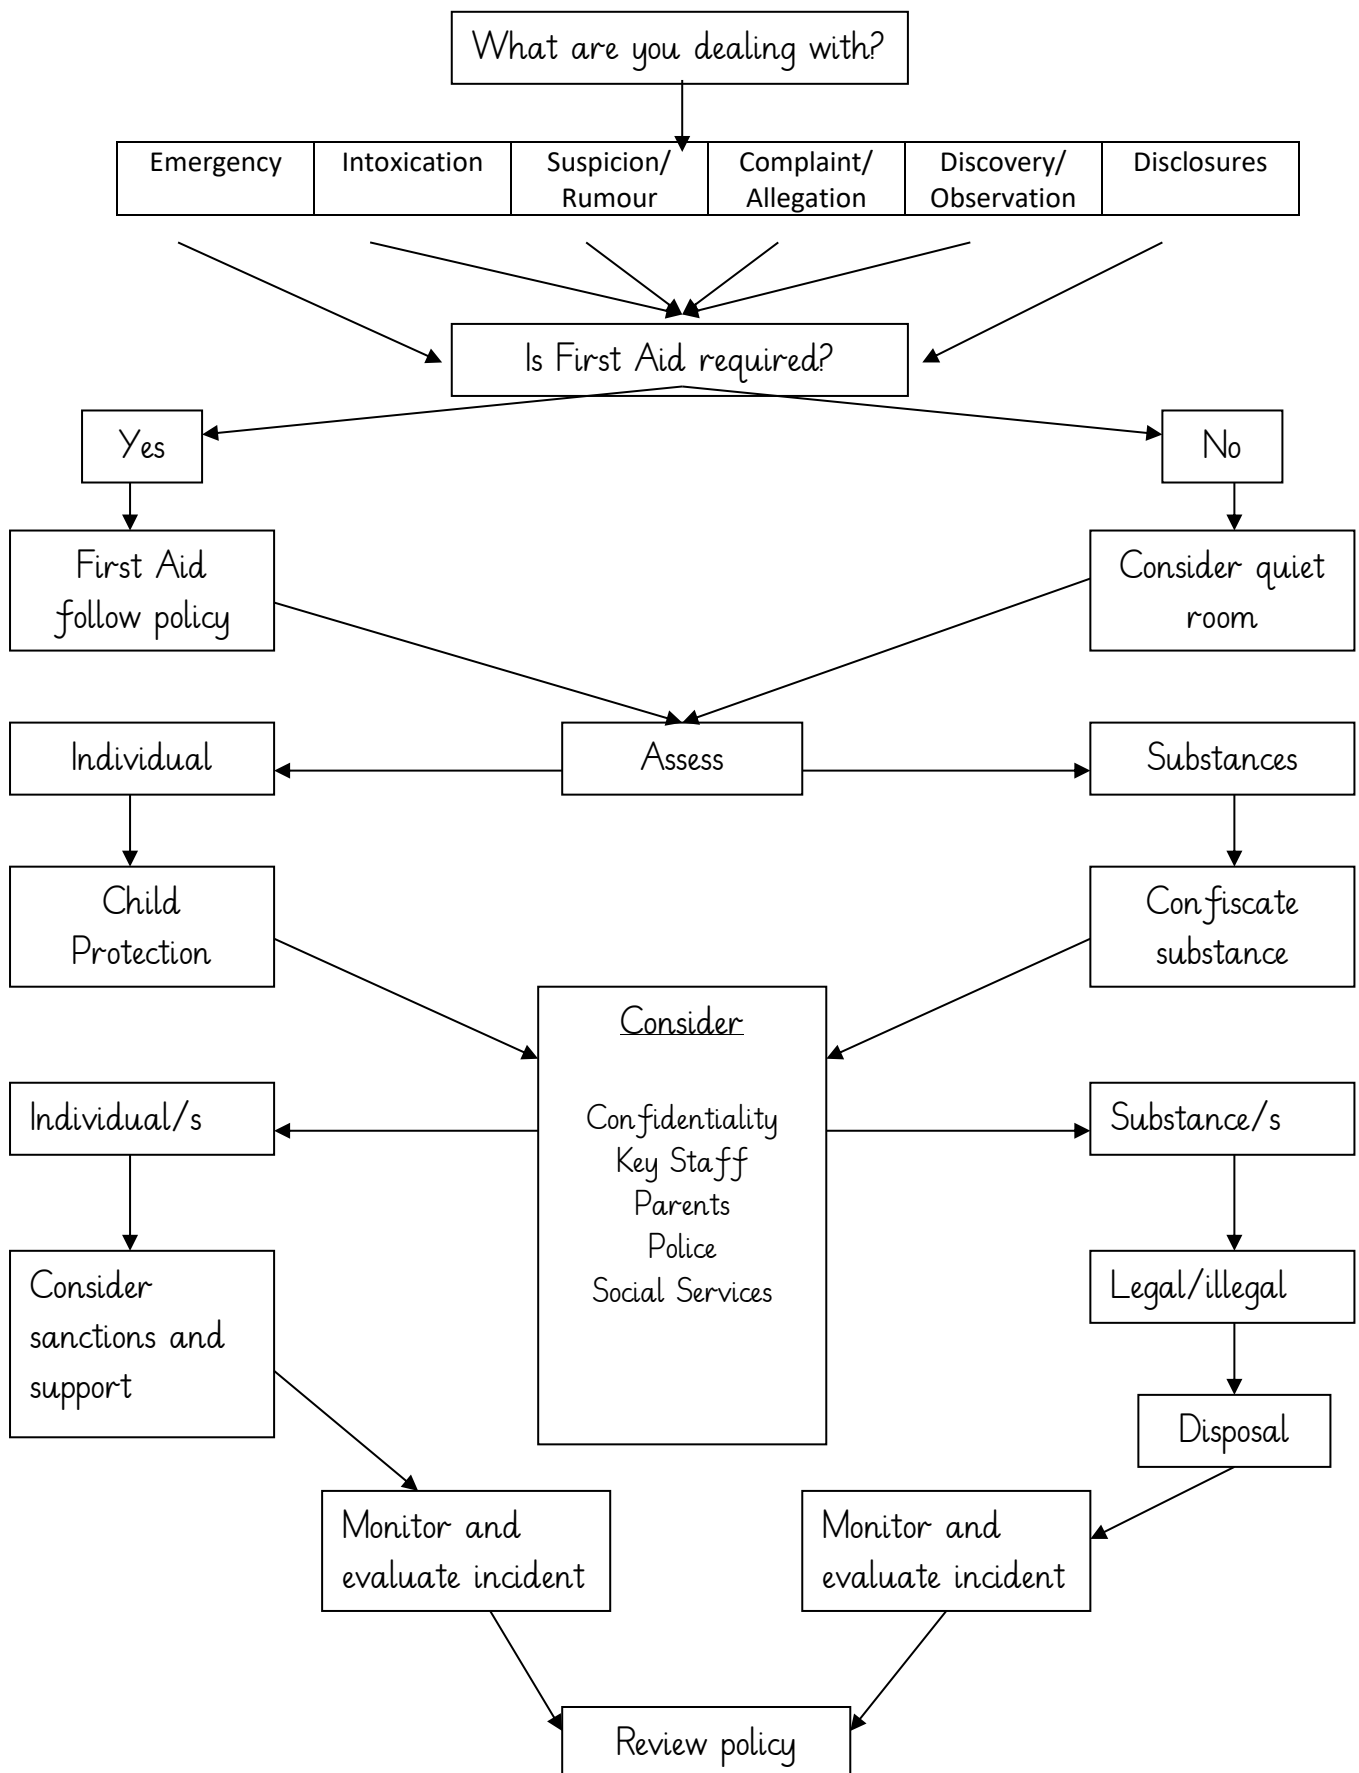 What are you dealing with?
Emergency
Intoxication
Suspicion/
Rumour
Complaint/
Allegation
Discovery/
Observation
Disclosures
Is First Aid required?
Yes
No
First Aid
follow policy
Consider quiet
room
Individual
Assess
Substances
Child
Protection
Confiscate
substance
Consider
Confidentiality
Key Staff
Parents
Police
Social Services
Individual/s
Substance/s
Consider
sanctions and
support
Legal/illegal
Disposal
Monitor and
evaluate incident
Monitor and
evaluate incident
Review policy